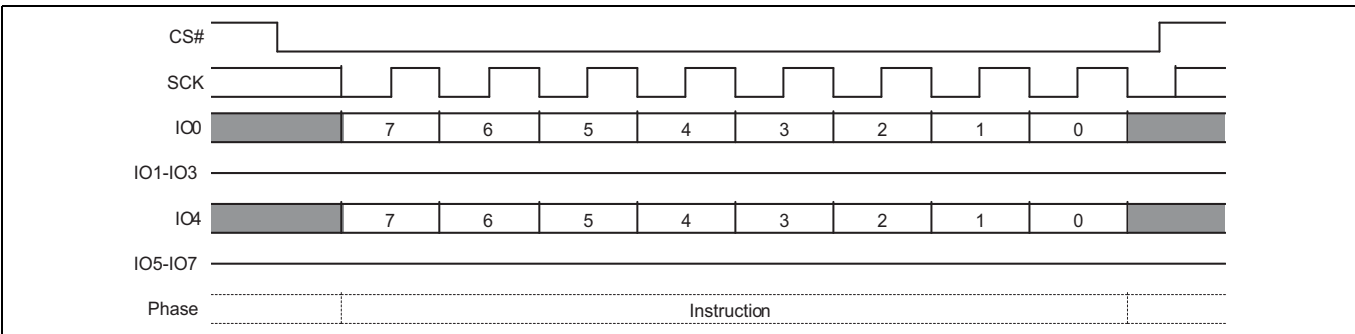 CS#
SCK
IO0 7 6 5 4 3 2 1 0
IO1-IO3
IO4 7 6 5 4 3 2 1 0
IO5-IO7
Phase Instruction